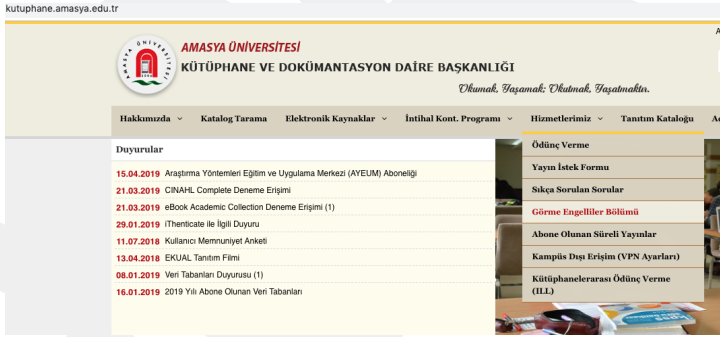 kutuphane.amasya.edu.tr
AMASYA ÜNİVERSİTESİ
KÜTÜPHANE VE DOKÜMANTASYON DAİRE BAŞKANLIĞI
Okumak, Yaşamak; Okutmak, Yaşatmaktır.
Hakkımızda Katalog Tarama Elektronik Kaynaklar İntihal Kont. Programı Hizmetlerimiz Tanıtım Kataloğu
Duyurular
15.04.2019 Araştırma Yöntemleri Eğitim ve Uygulama Merkezi (AYEUM) Aboneliği
21.03.2019 CINAHL Complete Deneme Erişimi
21.03.2019 eBook Academic Collection Deneme Erişimi (1)
29.01.2019 iThenticate ile İlgili Duyuru
11.07.2018 Kullanıcı Memnuniyet Anketi
13.04.2018 EKUAL Tanıtım Filmi
08.01.2019 Veri Tabanları Duyurusu (1)
16.01.2019 2019 Yılı Abone Olunan Veri Tabanları
Ödünç Verme
Yayın İstek Formu
Sıkça Sorulan Sorular
Görme Engelliler Bölümü
Abone Olunan Süreli Yayınlar
Kampüs Dışı Erişim (VPN Ayarları)
Kütüphanelerarası Ödünç Verme
(ILL)